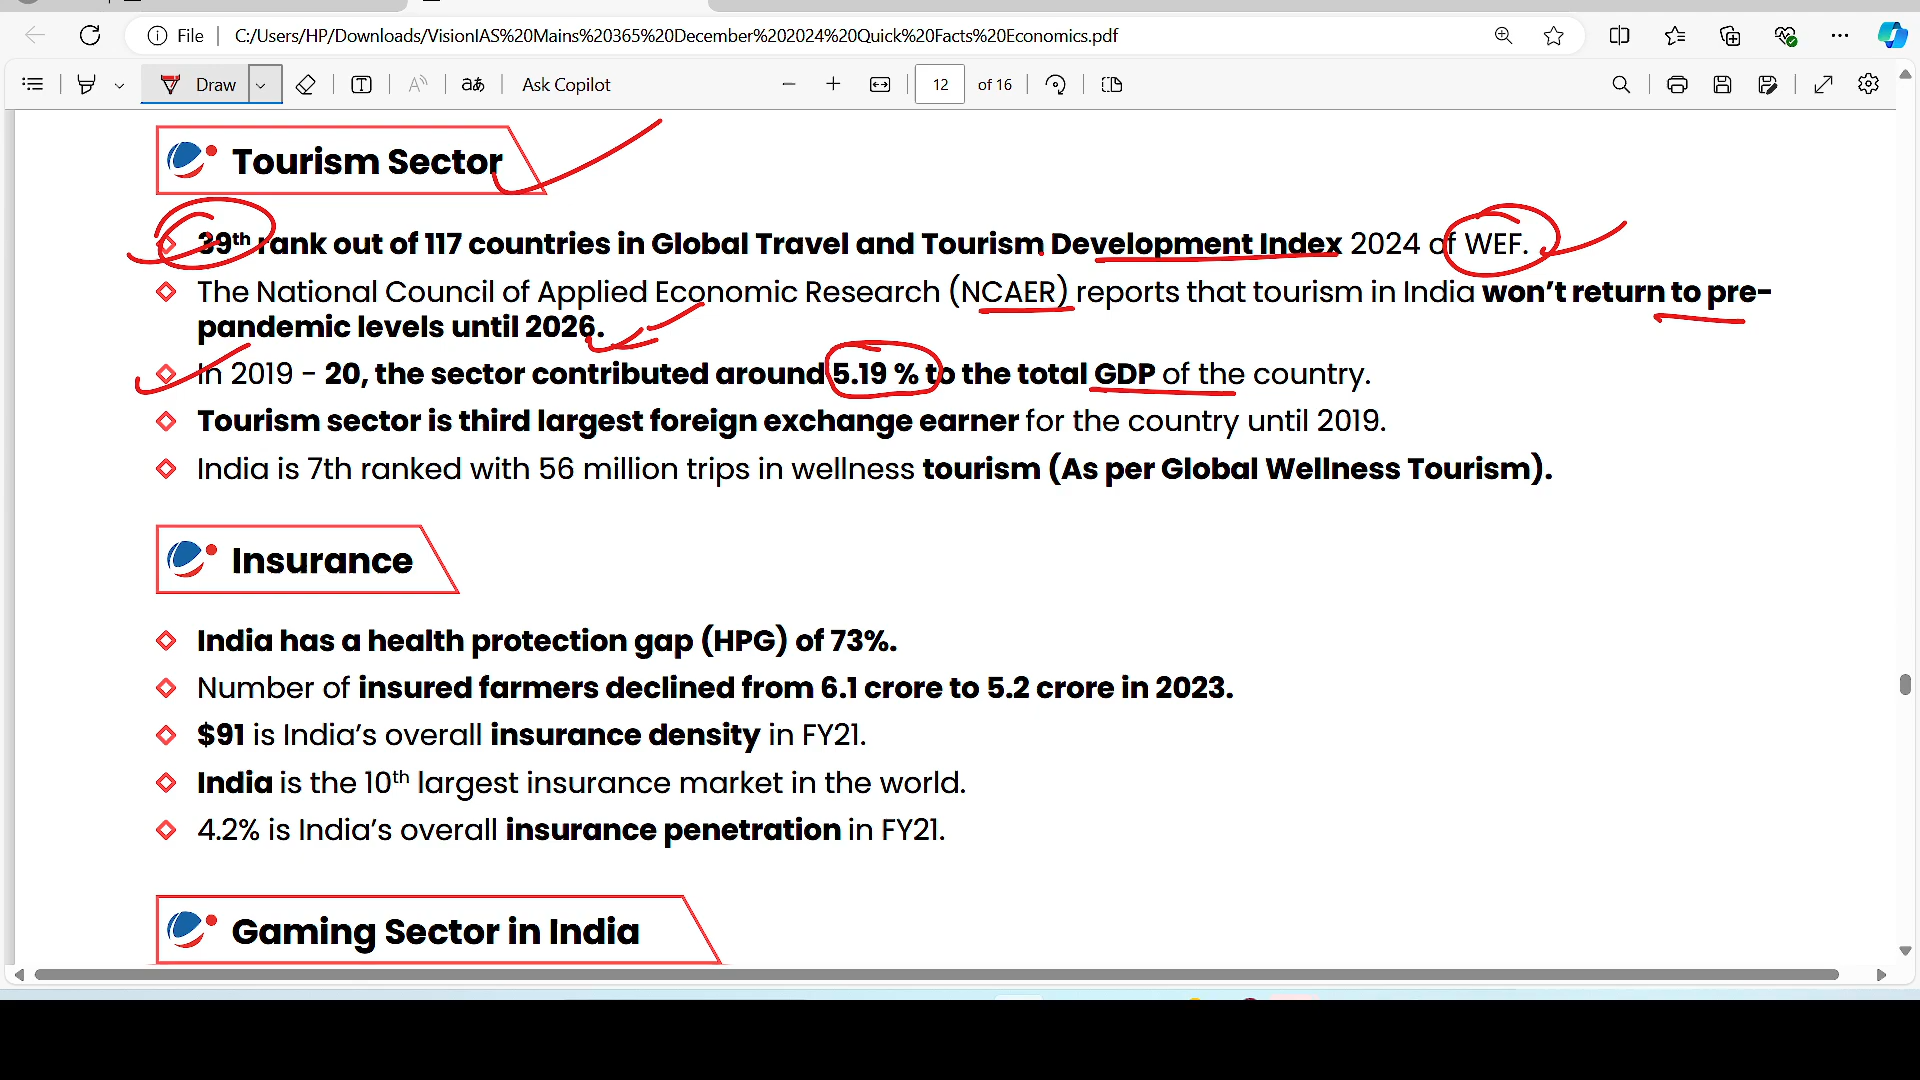 File
C:/Users/HP/Downloads/VisionIAS%20Mains%20365%20December%202024%20Quick%20Facts%20Economics.pdf
Draw
aあ
Ask Copilot
12 of 16
Tourism Sector
39th rank out of 117 countries in Global Travel and Tourism Development Index 2024 of WEF.
The National Council of Applied Economic Research (NCAER) reports that tourism in India won't return to pre-
pandemic levels until 2026.
In 2019 - 20, the sector contributed around 5.19 % to the total GDP of the country.
Tourism sector is third largest foreign exchange earner for the country until 2019.
India is 7th ranked with 56 million trips in wellness tourism (As per Global Wellness Tourism).
Insurance
India has a health protection gap (HPG) of 73%.
Number of insured farmers declined from 6.1 crore to 5.2 crore in 2023.
$91 is India's overall insurance density in FY21.
India is the 10th largest insurance market in the world.
4.2% is India's overall insurance penetration in FY21.
Gaming Sector in India